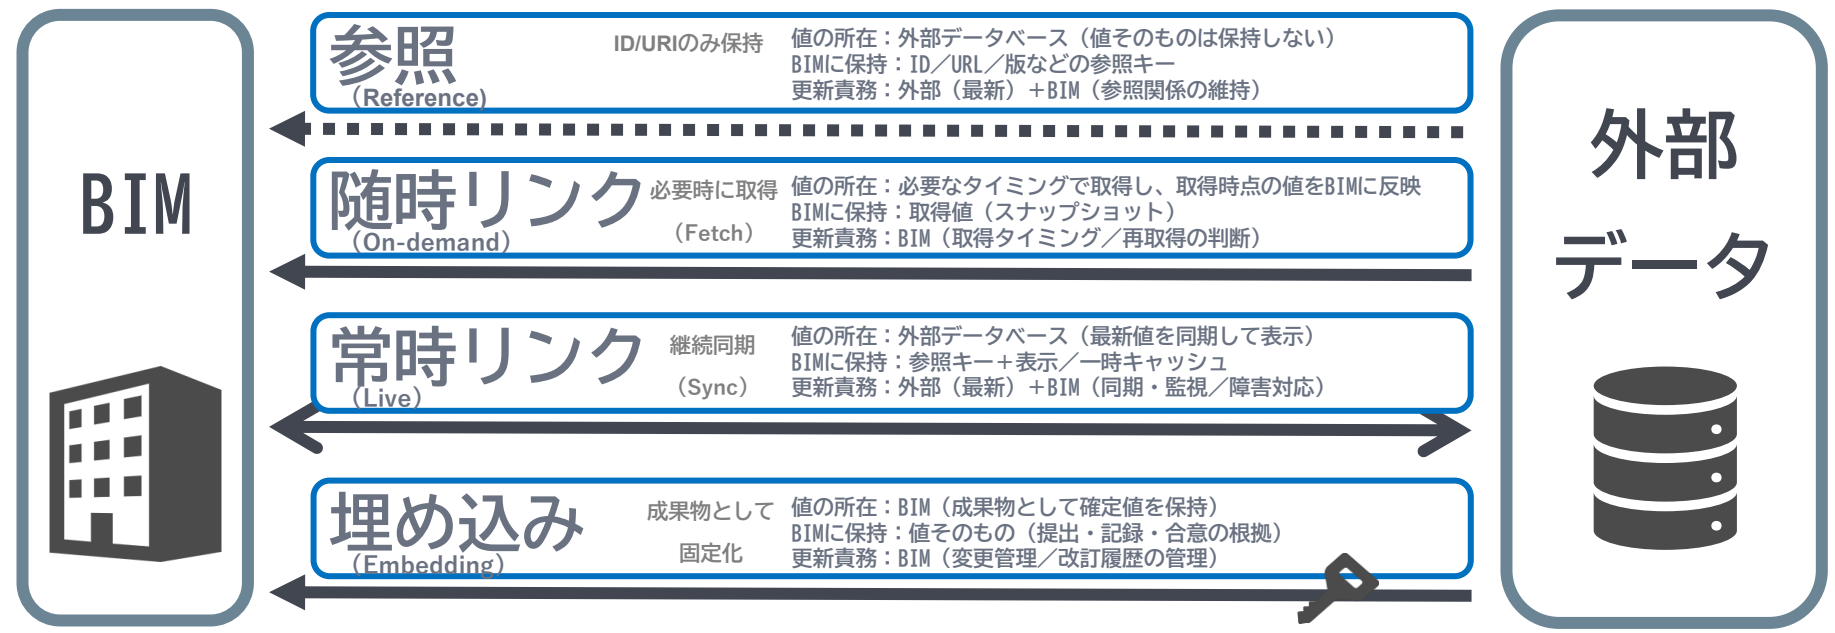 BIM
参照
（Reference)
ID/URIのみ保持
値の所在：外部データベース（値そのものは保持しない）
BIMに保持：ID／URL／版などの参照キー
更新責務：外部（最新）＋BIM（参照関係の維持）
随時リンク
（On-demand）
必要時に取得
（Fetch）
値の所在：必要なタイミングで取得し、取得時点の値をBIMに反映
BIMに保持：取得値（スナップショット）
更新責務：BIM（取得タイミング／再取得の判断）
常時リンク
（Live）
継続同期
（Sync）
値の所在：外部データベース（最新値を同期して表示）
BIMに保持：参照キー＋表示／一時キャッシュ
更新責務：外部（最新）＋BIM（同期・監視／障害対応）
埋め込み
（Embedding）
成果物として
固定化
値の所在：BIM（成果物として確定値を保持）
BIMに保持：値そのもの（提出・記録・合意の根拠）
更新責務：BIM（変更管理／改訂履歴の管理）
外部
データ